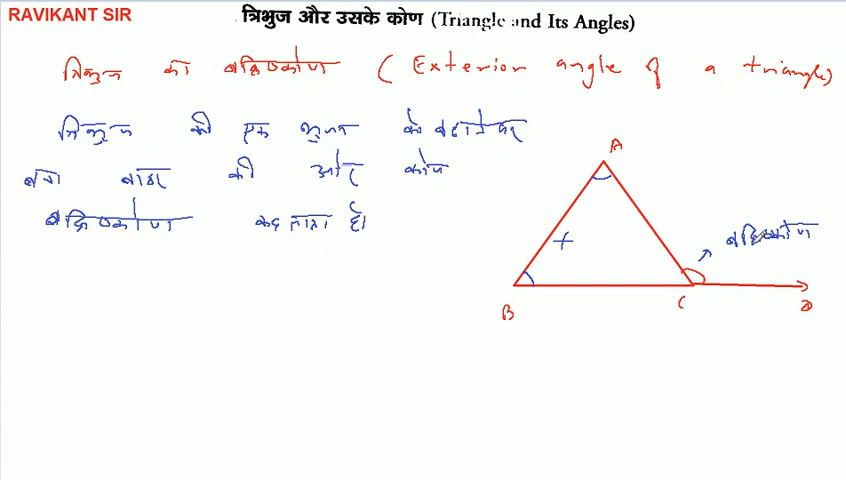 RAVIKANT SIR
त्रिभुज और उसके कोण (Triangle and Its Angles)
त्रिभुज का बहिष्कोण (Exterior angle of a triangle)
त्रिभुज की एक भुजा को बढ़ाने पर
बना बाहर की ओर कोण
बहिष्कोण कहलाता है।
A
+
बहिष्कोण
B
C
D